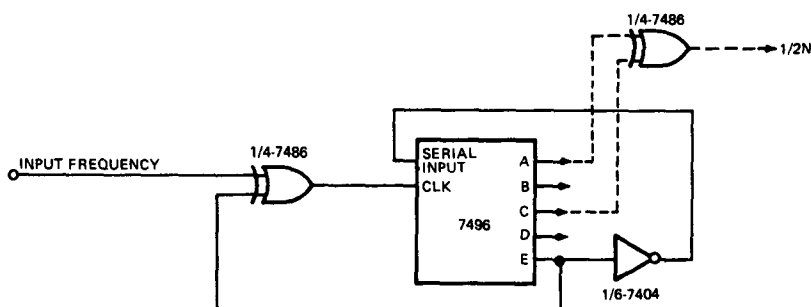 1/4-7486
1/2N
INPUT FREQUENCY
1/4-7486
SERIAL
INPUT
CLK
7496
A
B
C
D
E
1/6-7404